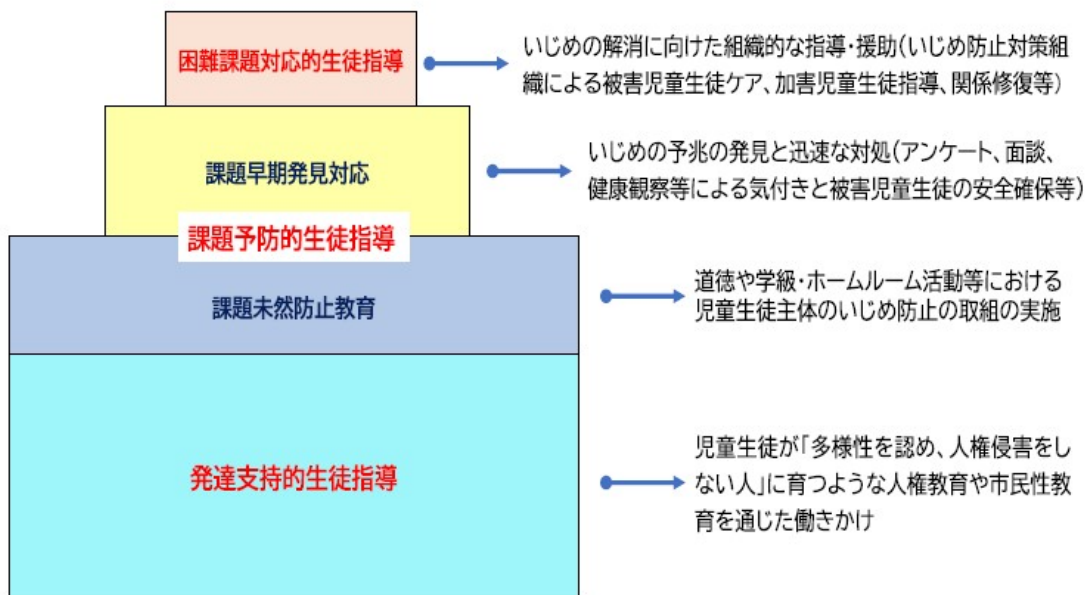 困難課題対応的生徒指導
いじめの解消に向けた組織的な指導・援助(いじめ防止対策組
織による被害児童生徒ケア、加害児童生徒指導、関係修復等)
課題早期発見対応
いじめの予兆の発見と迅速な対処(アンケート、面談、
健康観察等による気付きと被害児童生徒の安全確保等)
課題予防的生徒指導
課題未然防止教育
道徳や学級・ホームルーム活動等における
児童生徒主体のいじめ防止の取組の実施
発達支持的生徒指導
児童生徒が「多様性を認め、人権侵害をし
ない人」に育つような人権教育や市民性教
育を通じた働きかけ